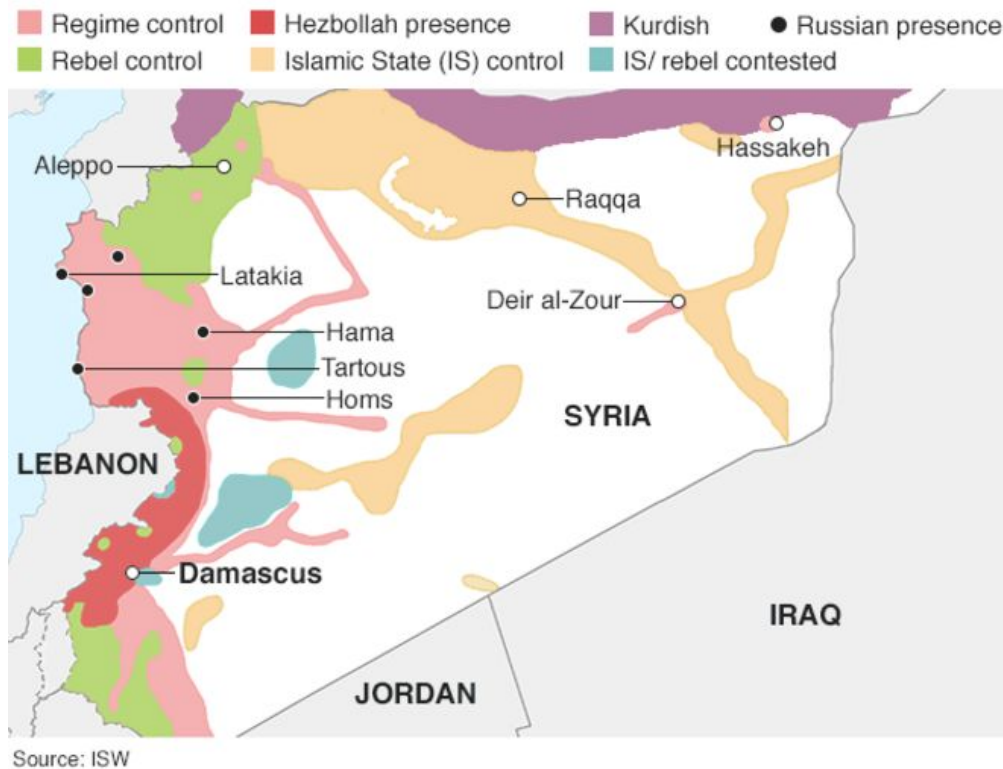 Regime control
Hezbollah presence
Kurdish
Russian presence
Rebel control
Islamic State (IS) control
IS/ rebel contested
Aleppo
Hassakeh
Raqqa
Latakia
Deir al-Zour
Hama
Tartous
Homs
SYRIA
LEBANON
Damascus
IRAQ
JORDAN
Source: ISW